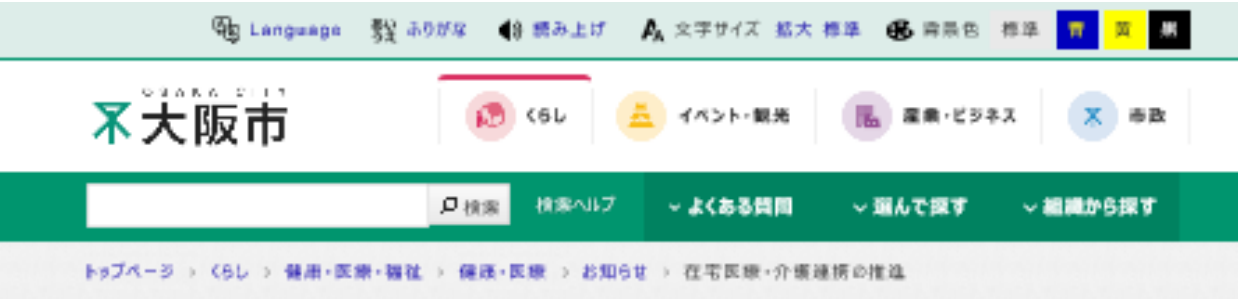 Language ふりがな 読み上げ 文字サイズ 拡大 標準 背景色 標準 青 黄 黒
OSAKA CITY
大阪市
くらし イベント・観光 産業・ビジネス 市政
検索 検索ヘルプ よくある質問 選んで探す 組織から探す
トップページ > くらし > 健康・医療・福祉 > 健康・医療 > お知らせ > 在宅医療・介護連携の推進